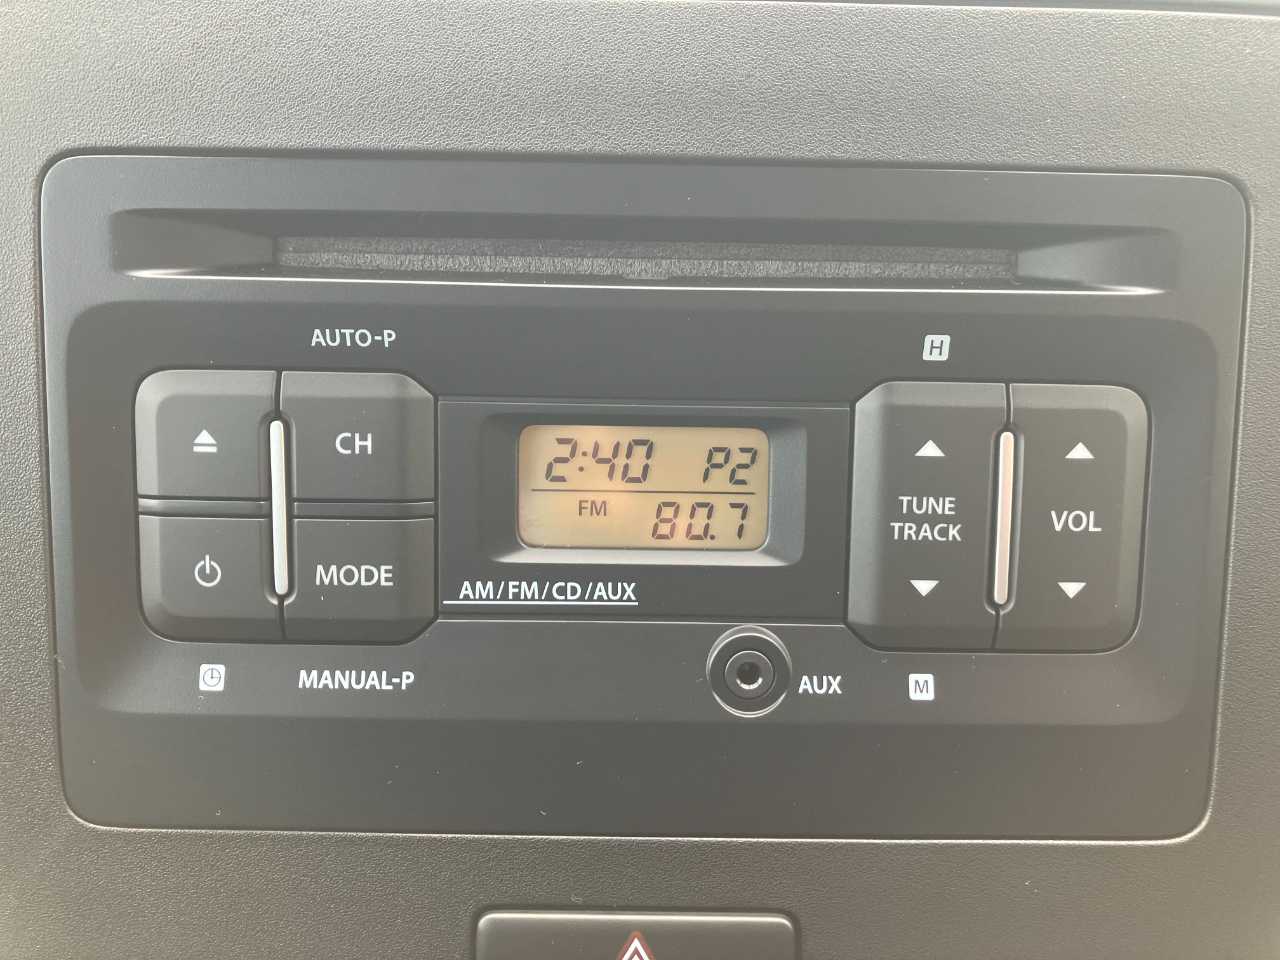 AUTO-P
H
CH
2:40 P2
FM 80.7
TUNE
TRACK
VOL
MODE
AM/FM/CD/AUX
MANUAL-P
AUX
M